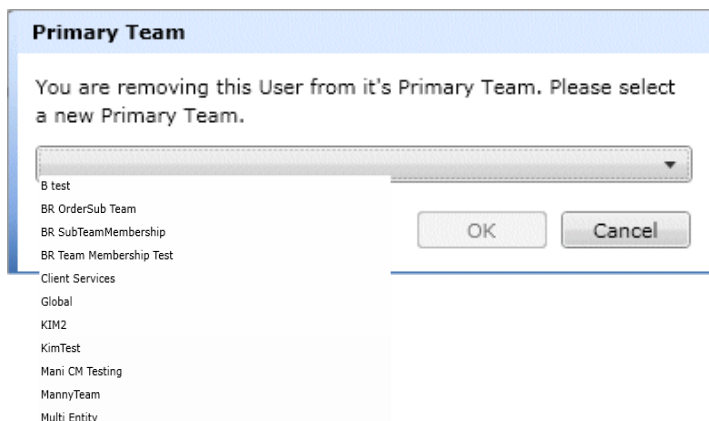 Primary Team
You are removing this User from it's Primary Team. Please select
a new Primary Team.
B test
BR OrderSub Team
BR SubTeamMembership
BR Team Membership Test
Client Services
Global
KIM2
KimTest
Mani CM Testing
MannyTeam
Multi Entity
OK
Cancel